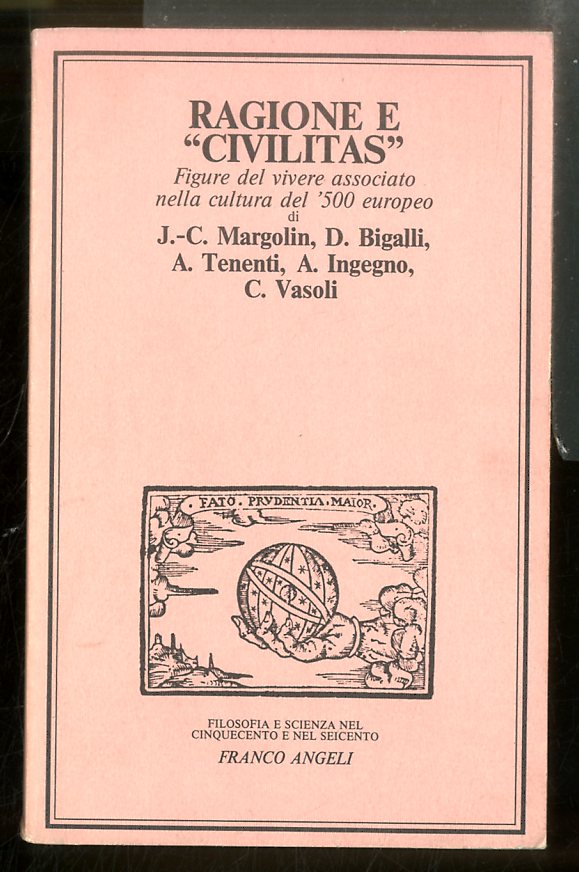 RAGIONE E
“CIVILITAS”
Figure del vivere associato
nella cultura del ’500 europeo
di
J.-C. Margolin, D. Bigalli,
A. Tenenti, A. Ingegno,
C. Vasoli
FATO . PRVDENTIA . MAIOR .
FILOSOFIA E SCIENZA NEL
CINQUECENTO E NEL SEICENTO
FRANCO ANGELI